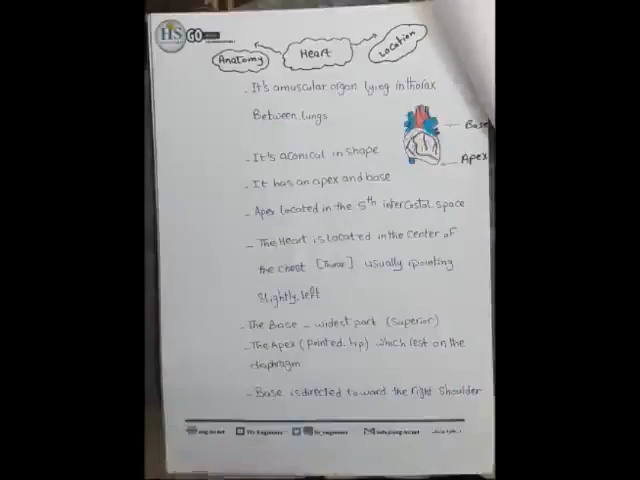 HS GO
Anatomy
Heart
Location
. It's a muscular organ lying in thorax
Between lungs
Base
- It's a conical in shape
Apex
- It has an apex and base
- Apex located in the 5th intercostal space
- The Heart is located in the center of
the chest [Thorax] usually pointing
slightly left
- The Base - widest part (Superior)
- The Apex (pointed tip) which rest on the
diaphragm
- Base is directed toward the right shoulder